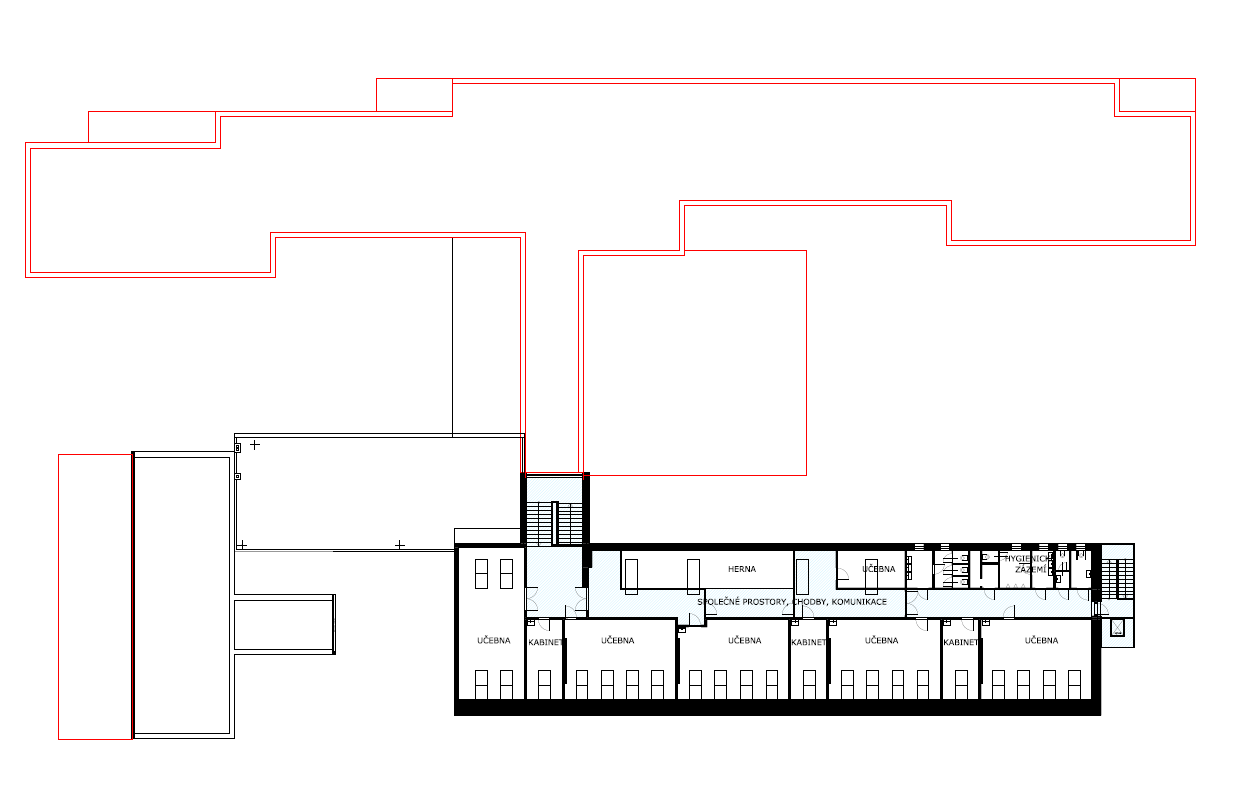 HYGIENICKÉ
ZÁZEMÍ
HERNA
UČEBNA
SPOLEČNÉ PROSTORY, CHODBY, KOMUNIKACE
UČEBNA
KABINET
UČEBNA
UČEBNA
KABINET
UČEBNA
KABINET
UČEBNA